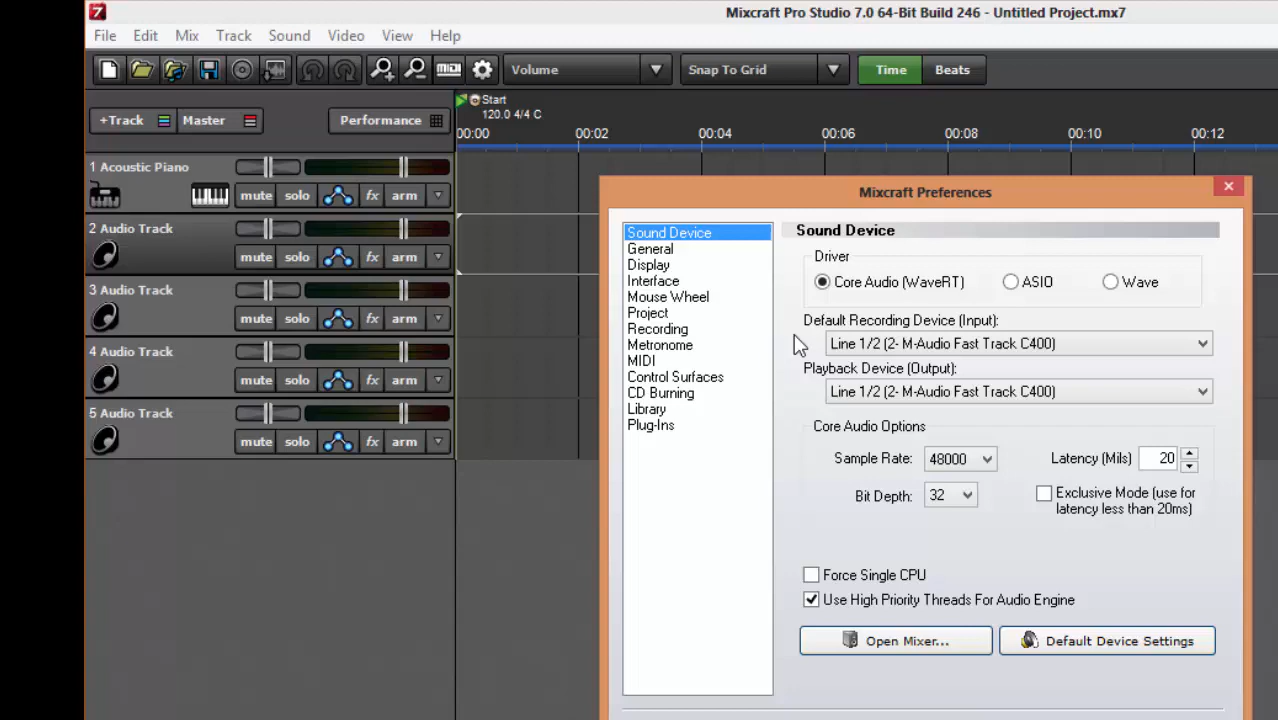 Mixcraft Pro Studio 7.0 64-Bit Build 246 - Untitled Project.mx7
File Edit Mix Track Sound Video View Help
Volume Snap To Grid Time Beats
Start
120.0 4/4 C
+Track Master Performance
00:00 00:02 00:04 00:06 00:08 00:10 00:12
1 Acoustic Piano
mute solo fx arm
2 Audio Track
mute solo fx arm
3 Audio Track
mute solo fx arm
4 Audio Track
mute solo fx arm
5 Audio Track
mute solo fx arm
Mixcraft Preferences
Sound Device
General
Display
Interface
Mouse Wheel
Project
Recording
Metronome
MIDI
Control Surfaces
CD Burning
Library
Plug-Ins
Sound Device
Driver
Core Audio (WaveRT) ASIO Wave
Default Recording Device (Input):
Line 1/2 (2- M-Audio Fast Track C400)
Playback Device (Output):
Line 1/2 (2- M-Audio Fast Track C400)
Core Audio Options
Sample Rate: 48000 Latency (Mils) 20
Bit Depth: 32 Exclusive Mode (use for
latency less than 20ms)
Force Single CPU
Use High Priority Threads For Audio Engine
Open Mixer... Default Device Settings